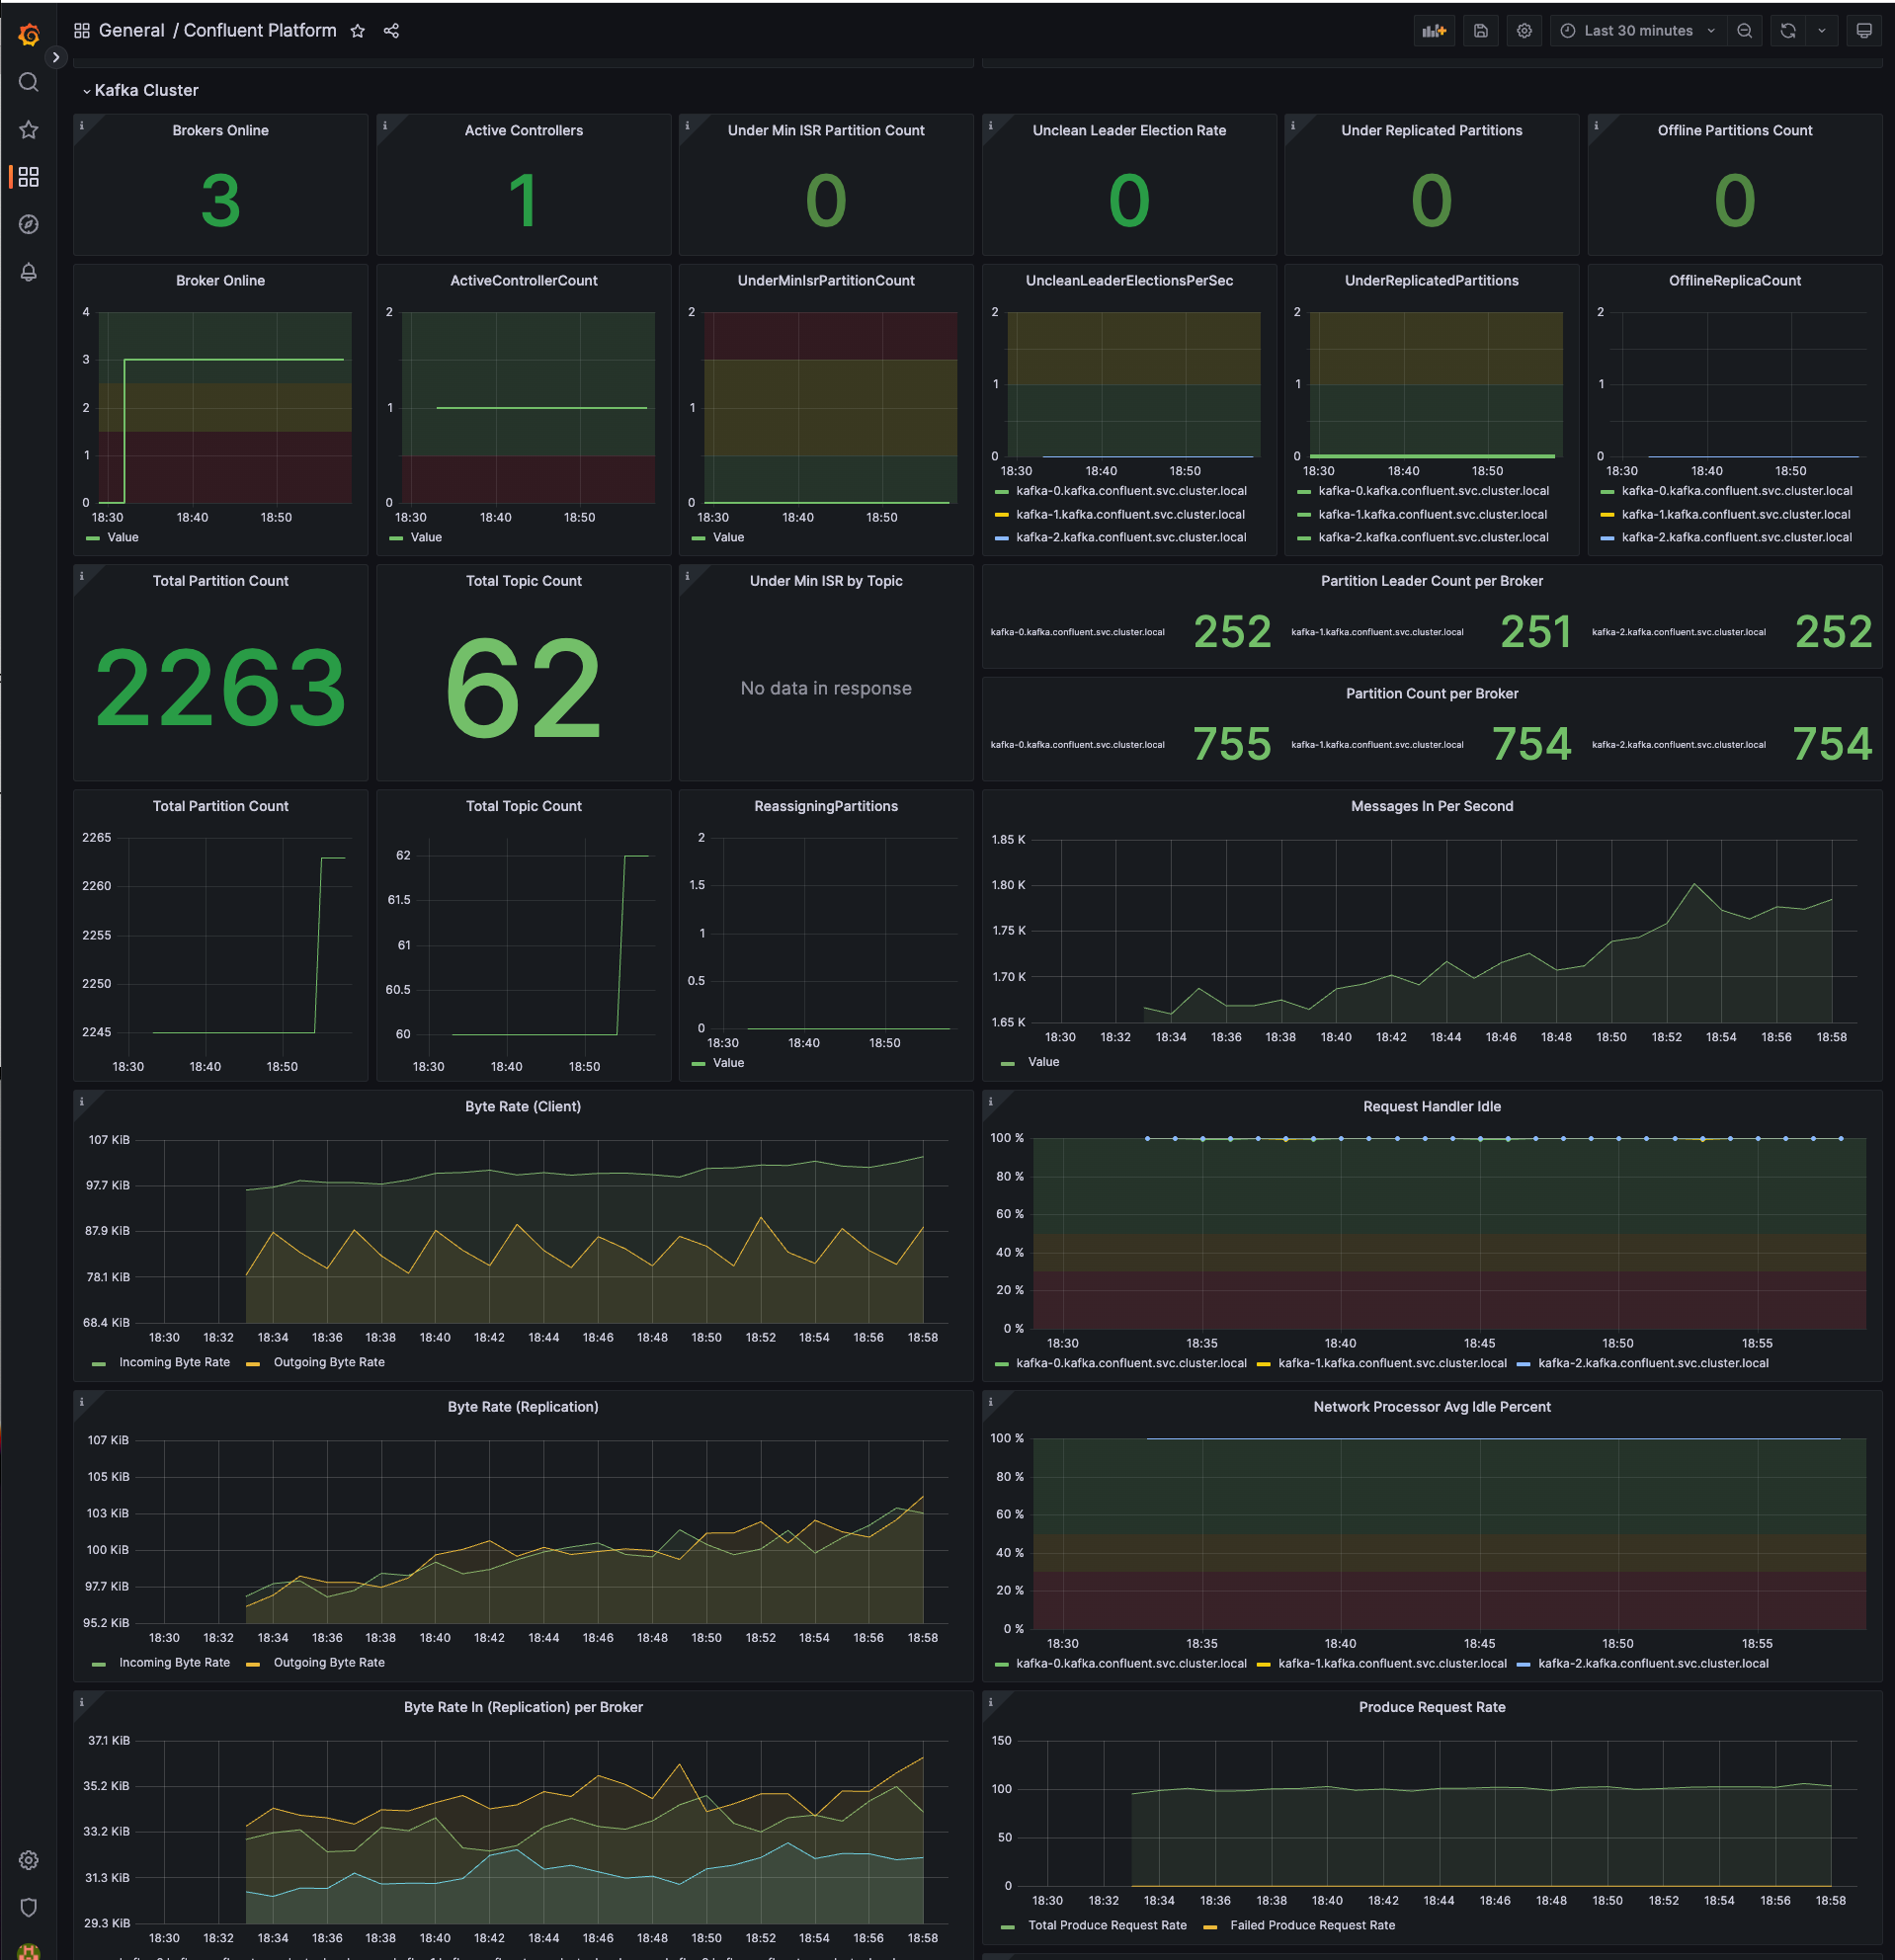 General / Confluent Platform
Last 30 minutes
Kafka Cluster
Brokers Online
3
Active Controllers
1
Under Min ISR Partition Count
0
Unclean Leader Election Rate
0
Under Replicated Partitions
0
Offline Partitions Count
0
Broker Online
4
3
2
1
0
18:30 18:40 18:50
Value
ActiveControllerCount
2
1
0
18:30 18:40 18:50
Value
UnderMinIsrPartitionCount
2
1
0
18:30 18:40 18:50
Value
UncleanLeaderElectionsPerSec
2
1
0
18:30 18:40 18:50
kafka-0.kafka.confluent.svc.cluster.local
kafka-1.kafka.confluent.svc.cluster.local
kafka-2.kafka.confluent.svc.cluster.local
UnderReplicatedPartitions
2
1
0
18:30 18:40 18:50
kafka-0.kafka.confluent.svc.cluster.local
kafka-1.kafka.confluent.svc.cluster.local
kafka-2.kafka.confluent.svc.cluster.local
OfflineReplicaCount
2
1
0
18:30 18:40 18:50
kafka-0.kafka.confluent.svc.cluster.local
kafka-1.kafka.confluent.svc.cluster.local
kafka-2.kafka.confluent.svc.cluster.local
Total Partition Count
2263
Total Topic Count
62
Under Min ISR by Topic
No data in response
Partition Leader Count per Broker
kafka-0.kafka.confluent.svc.cluster.local 252 kafka-1.kafka.confluent.svc.cluster.local 251 kafka-2.kafka.confluent.svc.cluster.local 252
Partition Count per Broker
kafka-0.kafka.confluent.svc.cluster.local 755 kafka-1.kafka.confluent.svc.cluster.local 754 kafka-2.kafka.confluent.svc.cluster.local 754
Total Partition Count
2265
2260
2255
2250
2245
18:30 18:40 18:50
Total Topic Count
62
61.5
61
60.5
60
18:30 18:40 18:50
ReassigningPartitions
2
1.5
1
0.5
0
18:30 18:40 18:50
Value
Messages In Per Second
1.85 K
1.80 K
1.75 K
1.70 K
1.65 K
18:30 18:32 18:34 18:36 18:38 18:40 18:42 18:44 18:46 18:48 18:50 18:52 18:54 18:56 18:58
Value
Byte Rate (Client)
107 KiB
97.7 KiB
87.9 KiB
78.1 KiB
68.4 KiB
18:30 18:32 18:34 18:36 18:38 18:40 18:42 18:44 18:46 18:48 18:50 18:52 18:54 18:56 18:58
Incoming Byte Rate Outgoing Byte Rate
Request Handler Idle
100 %
80 %
60 %
40 %
20 %
0 %
18:30 18:35 18:40 18:45 18:50 18:55
kafka-0.kafka.confluent.svc.cluster.local kafka-1.kafka.confluent.svc.cluster.local kafka-2.kafka.confluent.svc.cluster.local
Byte Rate (Replication)
107 KiB
105 KiB
103 KiB
100 KiB
97.7 KiB
95.2 KiB
18:30 18:32 18:34 18:36 18:38 18:40 18:42 18:44 18:46 18:48 18:50 18:52 18:54 18:56 18:58
Incoming Byte Rate Outgoing Byte Rate
Network Processor Avg Idle Percent
100 %
80 %
60 %
40 %
20 %
0 %
18:30 18:35 18:40 18:45 18:50 18:55
kafka-0.kafka.confluent.svc.cluster.local kafka-1.kafka.confluent.svc.cluster.local kafka-2.kafka.confluent.svc.cluster.local
Byte Rate In (Replication) per Broker
37.1 KiB
35.2 KiB
33.2 KiB
31.3 KiB
29.3 KiB
18:30 18:32 18:34 18:36 18:38 18:40 18:42 18:44 18:46 18:48 18:50 18:52 18:54 18:56 18:58
Produce Request Rate
150
100
50
0
18:30 18:32 18:34 18:36 18:38 18:40 18:42 18:44 18:46 18:48 18:50 18:52 18:54 18:56 18:58
Total Produce Request Rate Failed Produce Request Rate